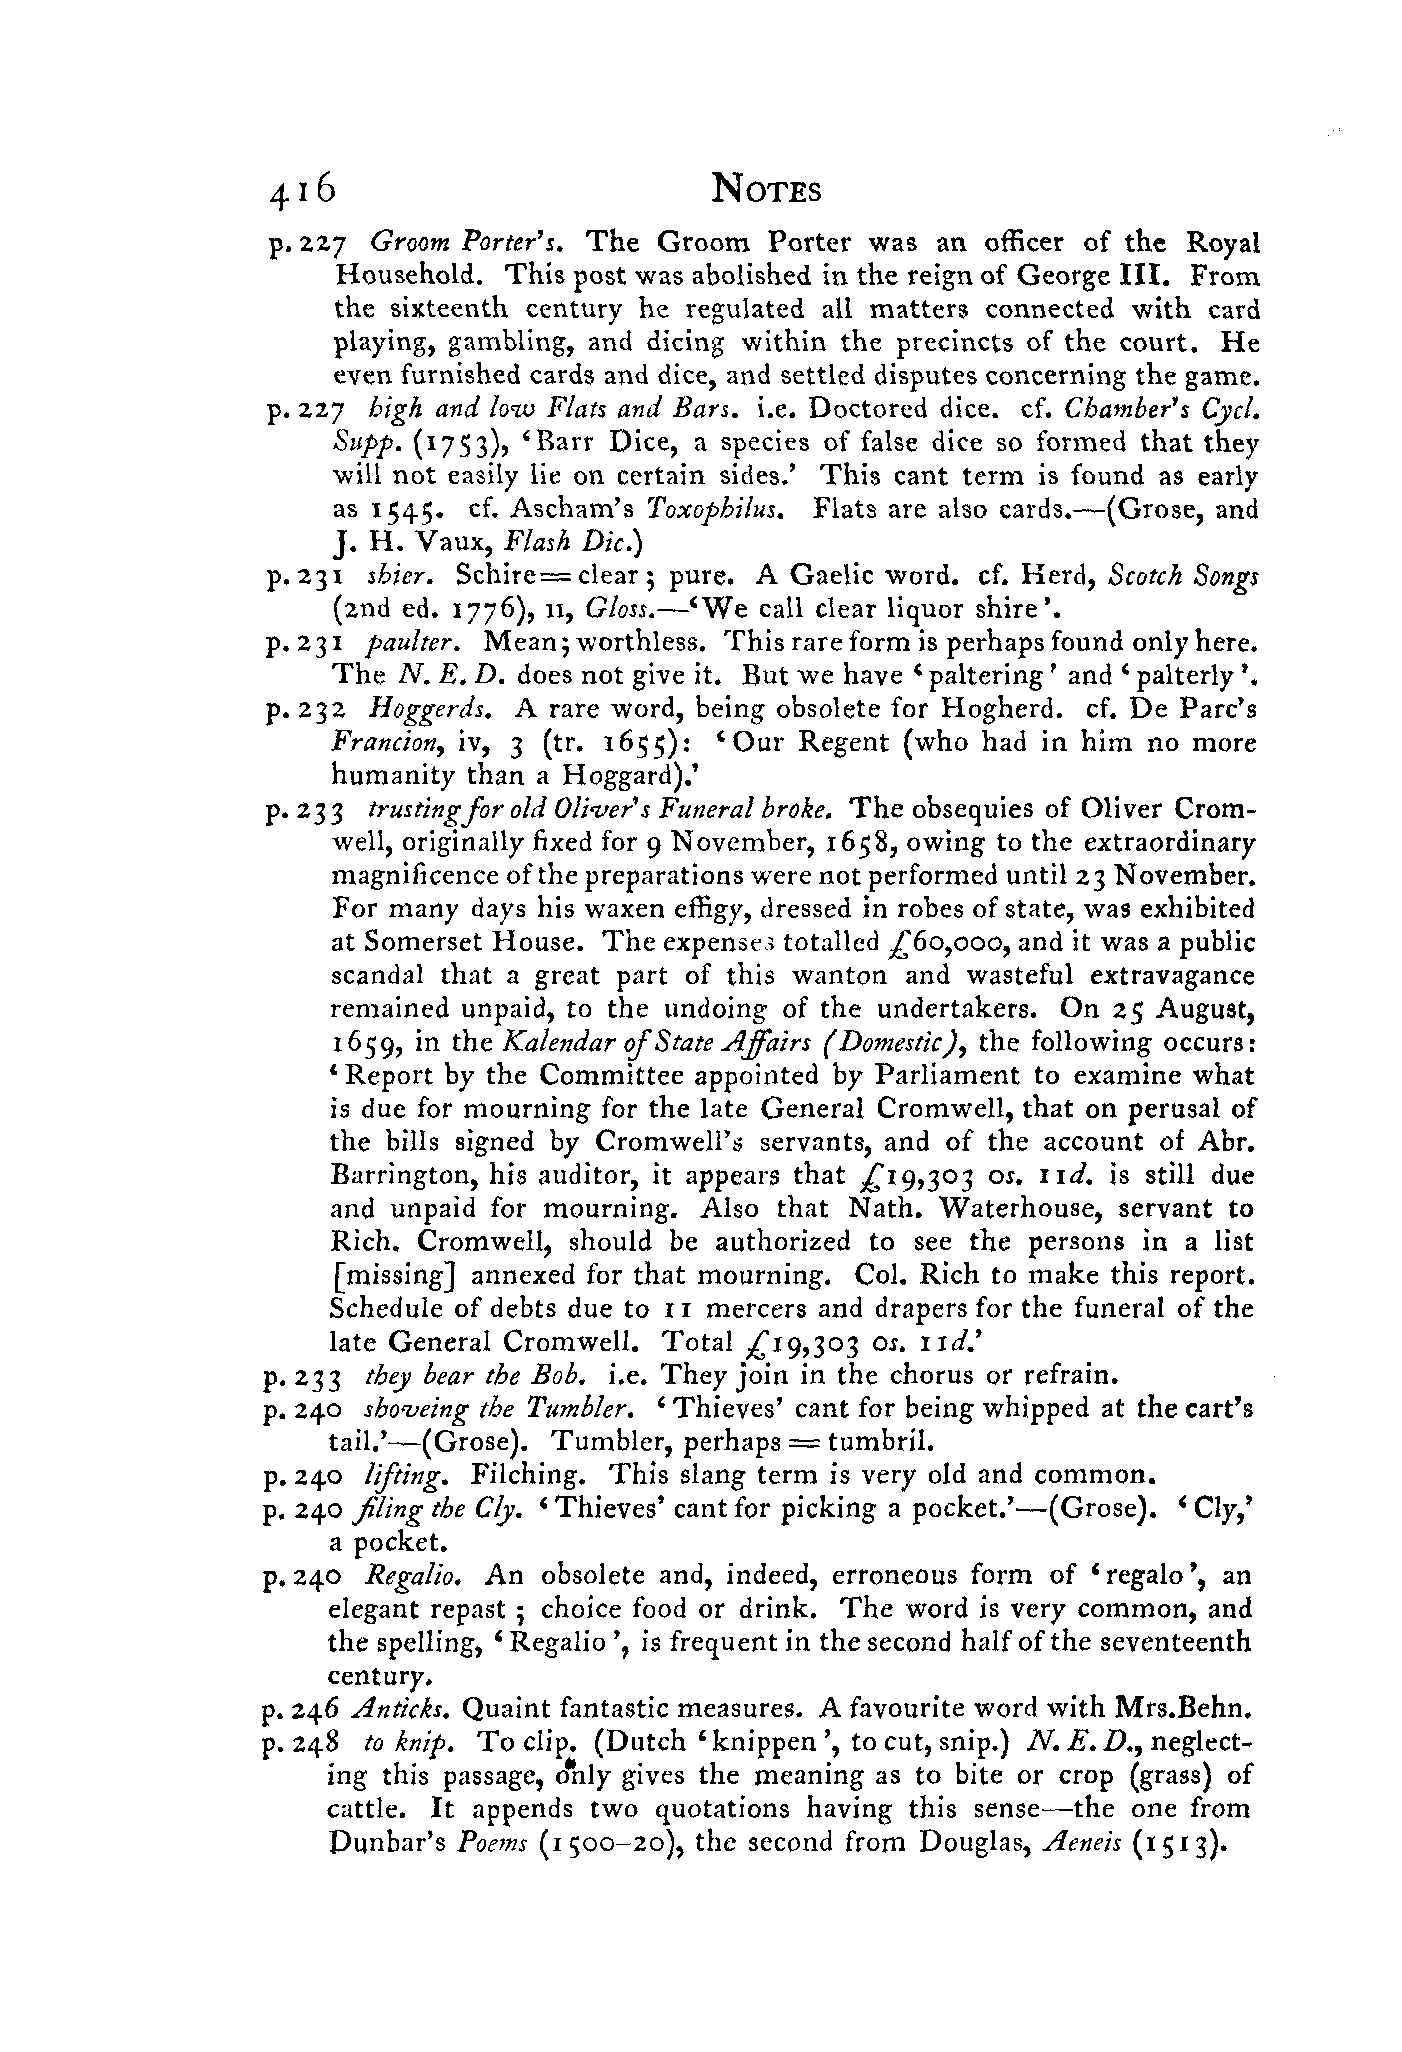 416 NOTES
p. 227 Groom Porter's. The Groom Porter was an officer of the Royal
Household. This post was abolished in the reign of George III. From
the sixteenth century he regulated all matters connected with card
playing, gambling, and dicing within the precincts of the court. He
even furnished cards and dice, and settled disputes concerning the game.
p. 227 high and low Flats and Bars. i.e. Doctored dice. cf. Chamber's Cycl.
Supp. (1753), ‘Barr Dice, a species of false dice so formed that they
will not easily lie on certain sides.’ This cant term is found as early
as 1545. cf. Ascham's Toxophilus. Flats are also cards.—(Grose, and
J. H. Vaux, Flash Dic.)
p. 231 shier. Schire=clear; pure. A Gaelic word. cf. Herd, Scotch Songs
(2nd ed. 1776), 11, Gloss.—‘We call clear liquor shire’.
p. 231 paulter. Mean; worthless. This rare form is perhaps found only here.
The N. E. D. does not give it. But we have ‘paltering’ and ‘palterly’.
p. 232 Hoggerds. A rare word, being obsolete for Hogherd. cf. De Parc's
Francion, iv, 3 (tr. 1655): ‘Our Regent (who had in him no more
humanity than a Hoggard).’
p. 233 trusting for old Oliver's Funeral broke. The obsequies of Oliver Crom-
well, originally fixed for 9 November, 1658, owing to the extraordinary
magnificence of the preparations were not performed until 23 November.
For many days his waxen effigy, dressed in robes of state, was exhibited
at Somerset House. The expenses totalled £60,000, and it was a public
scandal that a great part of this wanton and wasteful extravagance
remained unpaid, to the undoing of the undertakers. On 25 August,
1659, in the Kalendar of State Affairs (Domestic), the following occurs:
‘Report by the Committee appointed by Parliament to examine what
is due for mourning for the late General Cromwell, that on perusal of
the bills signed by Cromwell's servants, and of the account of Abr.
Barrington, his auditor, it appears that £19,303 0s. 11d. is still due
and unpaid for mourning. Also that Nath. Waterhouse, servant to
Rich. Cromwell, should be authorized to see the persons in a list
[missing] annexed for that mourning. Col. Rich to make this report.
Schedule of debts due to 11 mercers and drapers for the funeral of the
late General Cromwell. Total £19,303 0s. 11d.’
p. 233 they bear the Bob. i.e. They join in the chorus or refrain.
p. 240 shoveing the Tumbler. ‘Thieves' cant for being whipped at the cart's
tail.’—(Grose). Tumbler, perhaps = tumbril.
p. 240 lifting. Filching. This slang term is very old and common.
p. 240 filing the Cly. ‘Thieves' cant for picking a pocket.’—(Grose). ‘Cly,’
a pocket.
p. 240 Regalio. An obsolete and, indeed, erroneous form of ‘regalo’, an
elegant repast; choice food or drink. The word is very common, and
the spelling, ‘Regalio’, is frequent in the second half of the seventeenth
century.
p. 246 Anticks. Quaint fantastic measures. A favourite word with Mrs. Behn.
p. 248 to knip. To clip. (Dutch ‘knippen’, to cut, snip.) N. E. D., neglect-
ing this passage, only gives the meaning as to bite or crop (grass) of
cattle. It appends two quotations having this sense—the one from
Dunbar's Poems (1500–20), the second from Douglas, Aeneis (1513).